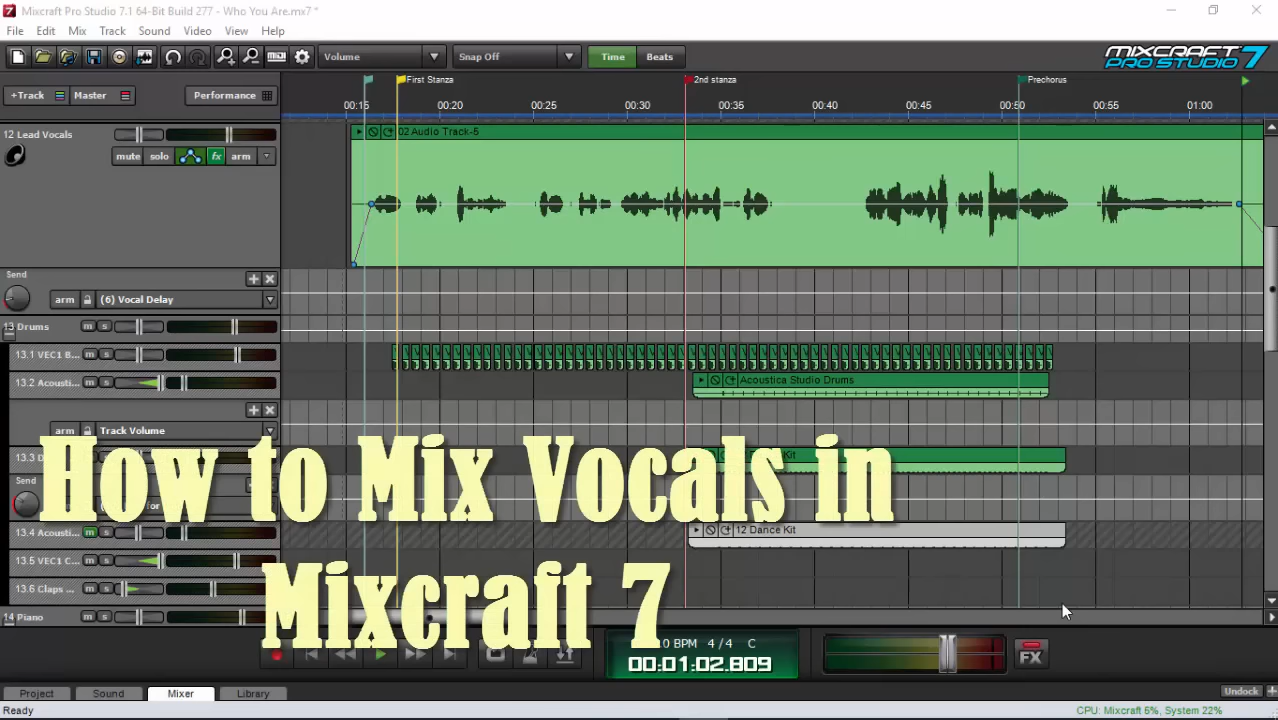 Mixcraft Pro Studio 7.1 64-Bit Build 277 - Who You Are.mx7 *
File Edit Mix Track Sound Video View Help
Volume Snap Off Time Beats MIXCRAFT PRO STUDIO 7
First Stanza 2nd stanza Prechorus
+Track Master Performance 00:15 00:20 00:25 00:30 00:35 00:40 00:45 00:50 00:55 01:00
12 Lead Vocals 02 Audio Track-5
mute solo fx arm
Send
arm (6) Vocal Delay
13 Drums m s
13.1 VEC1 B... m s
13.2 Acousti... m s Acoustica Studio Drums
arm Track Volume
How to Mix Vocals in
13.3 D Kit
Send
13.4 Acousti... m s 12 Dance Kit
13.5 VEC1 C... m s
Mixcraft 7
13.6 Claps ... m s
14 Piano m s
0 BPM 4 / 4 C
00:01:02.809 FX
Project Sound Mixer Library Undock
Ready CPU: Mixcraft 6%, System 22%